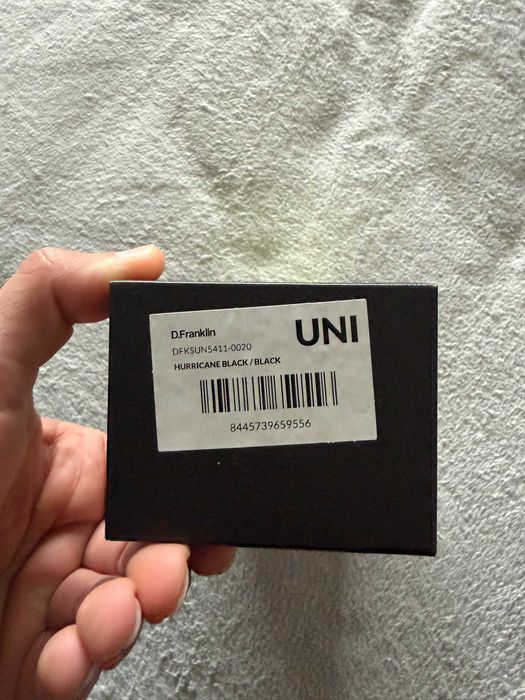 D.Franklin
UNI
DFKSUN5411-0020
HURRICANE BLACK / BLACK
8445739659556